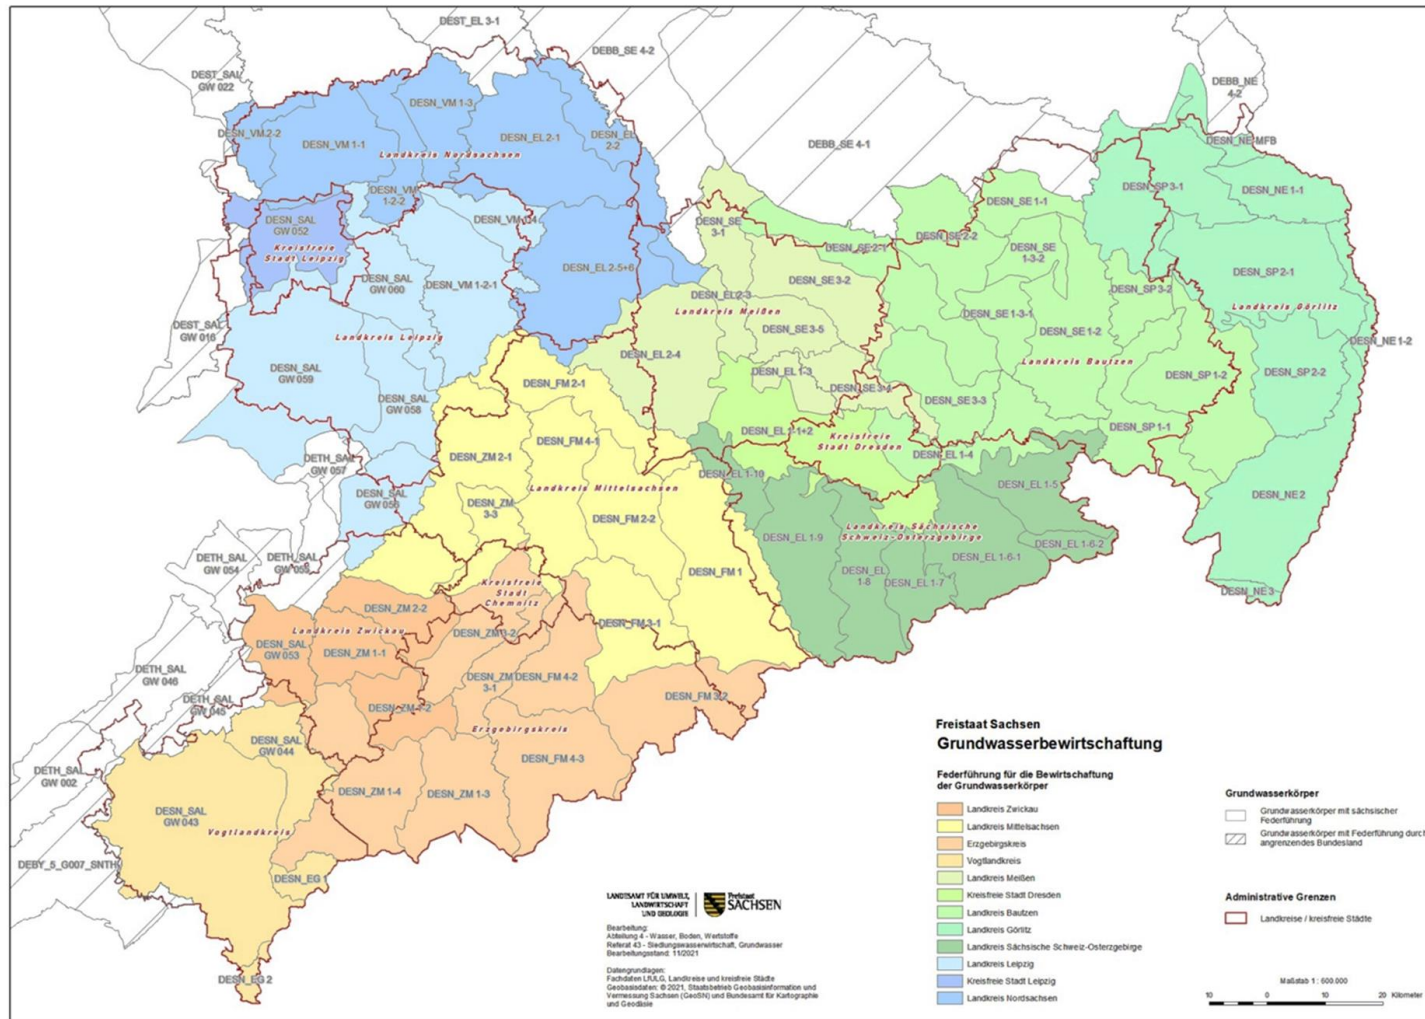 DEST_EL 3-1
DEBB_SE 4-2
DEST_SAL
GW 022
DEBB_NE
4-2
DESN_VM 1-3
DESN_VM 2-2
DESN_VM 1-1
DESN_EL 2-1
DESN_EL
2-2
DEBB_SE 4-1
DESN_NE-MFB
Landkreis Nordsachsen
DESN_VM
1-2-2
DESN_SP 3-1
DESN_NE 1-1
DESN_SE 1-1
DESN_SAL
GW 052
DESN_SE
3-1
DESN_SE 2-2
DESN_SE 2-1
DESN_SE
1-3-2
Kreisfreie
Stadt Leipzig
DESN_EL 2-5+6
DESN_SP 2-1
DESN_SAL
GW 060
DESN_VM 1-2-1
DESN_SE 3-2
DESN_SP 3-2
DESN_EL 2-3
Landkreis Meißen
Landkreis Görlitz
DESN_SE 1-3-1
DEST_SAL
GW 016
DESN_SE 3-5
DESN_SE 1-2
Landkreis Leipzig
DESN_NE 1-2
DESN_EL 2-4
Landkreis Bautzen
DESN_SAL
GW 059
DESN_EL 1-3
DESN_SP 1-2
DESN_SP 2-2
DESN_FM 2-1
DESN_SAL
GW 058
DESN_SE 3-3
DESN_EL 1-1+2
DESN_SP 1-1
Kreisfreie
Stadt Dresden
DESN_FM 4-1
DESN_ZM 2-1
DETH_SAL
GW 057
DESN_EL 1-4
DESN_EL 1-10
DESN_EL 1-5
Landkreis Mittelsachsen
DESN_NE 2
DESN_SAL
GW 056
DESN_ZM
3-3
DESN_FM 2-2
Landkreis Sächsische
Schweiz-Osterzgebirge
DESN_EL 1-9
DESN_EL 1-6-2
DESN_EL 1-6-1
DETH_SAL
GW 054
DETH_SAL
DESN_FM 1
DESN_EL
1-8
DESN_EL 1-7
Kreisfreie
Stadt
Chemnitz
DESN_NE 3
DESN_ZM 2-2
DESN_FM 3-1
Landkreis Zwickau
DESN_ZM 3-2
DESN_SAL
GW 053
DESN_ZM 1-1
DETH_SAL
GW 046
DESN_ZM
3-1
DESN_FM 4-2
DESN_FM 3-2
DETH_SAL
GW 045
Erzgebirgskreis
DESN_SAL
GW 044
DESN_FM 4-3
DETH_SAL
GW 002
DESN_ZM 1-4
DESN_ZM 1-3
DESN_SAL
GW 043
Vogtlandkreis
DEBY_5_G007_SNTH
DESN_EG 1
DESN_EG 2
Freistaat Sachsen
Grundwasserbewirtschaftung
Federführung für die Bewirtschaftung
der Grundwasserkörper
Landkreis Zwickau
Landkreis Mittelsachsen
Erzgebirgskreis
Vogtlandkreis
Landkreis Meißen
Kreisfreie Stadt Dresden
Landkreis Bautzen
Landkreis Görlitz
Landkreis Sächsische Schweiz-Osterzgebirge
Landkreis Leipzig
Kreisfreie Stadt Leipzig
Landkreis Nordsachsen
Grundwasserkörper
Grundwasserkörper mit sächsischer
Federführung
Grundwasserkörper mit Federführung durch
angrenzendes Bundesland
Administrative Grenzen
Landkreise / kreisfreie Städte
Maßstab 1 : 600.000
10 0 10 20 Kilometer
LANDESAMT FÜR UMWELT,
LANDWIRTSCHAFT
UND GEOLOGIE
Freistaat
SACHSEN
Bearbeitung:
Abteilung 4 - Wasser, Boden, Wertstoffe
Referat 43 - Siedlungswasserwirtschaft, Grundwasser
Bearbeitungsstand: 11/2021
Datengrundlagen:
Fachdaten LfULG, Landkreise und kreisfreie Städte
Geobasisdaten: © 2021, Staatsbetrieb Geobasisinformation und
Vermessung Sachsen (GeoSN) und Bundesamt für Kartographie
und Geodäsie